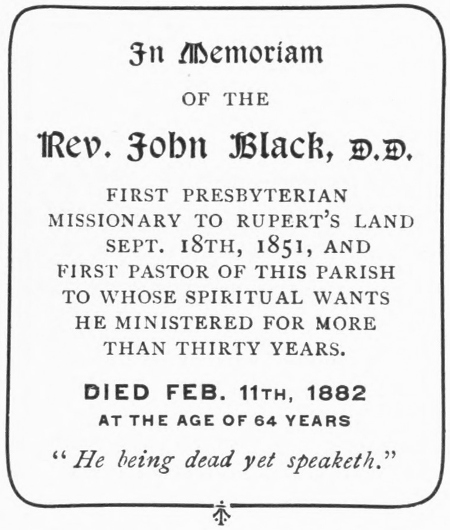 In Memoriam
OF THE
Rev. John Black, D.D.
FIRST PRESBYTERIAN
MISSIONARY TO RUPERT'S LAND
SEPT. 18TH, 1851, AND
FIRST PASTOR OF THIS PARISH
TO WHOSE SPIRITUAL WANTS
HE MINISTERED FOR MORE
THAN THIRTY YEARS.
DIED FEB. 11TH, 1882
AT THE AGE OF 64 YEARS
"He being dead yet speaketh."